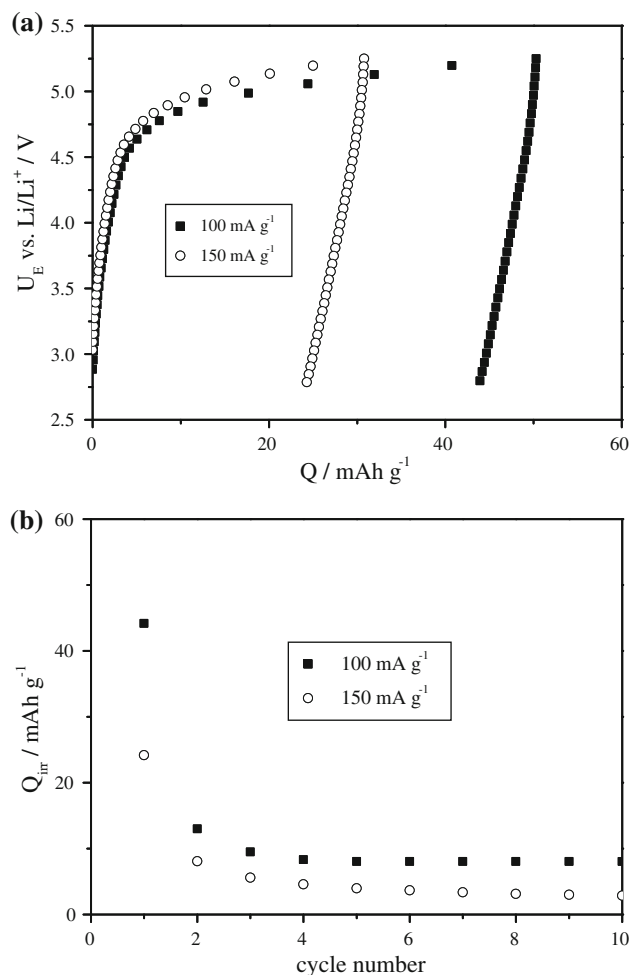 (a)
5.5
5.0
4.5
4.0
3.5
3.0
2.5
U_E vs. Li/Li⁺ / V
100 mA g⁻¹
150 mA g⁻¹
0
20
40
60
Q / mAh g⁻¹
(b)
60
40
20
0
Q_irr / mAh g⁻¹
100 mA g⁻¹
150 mA g⁻¹
0
2
4
6
8
10
cycle number